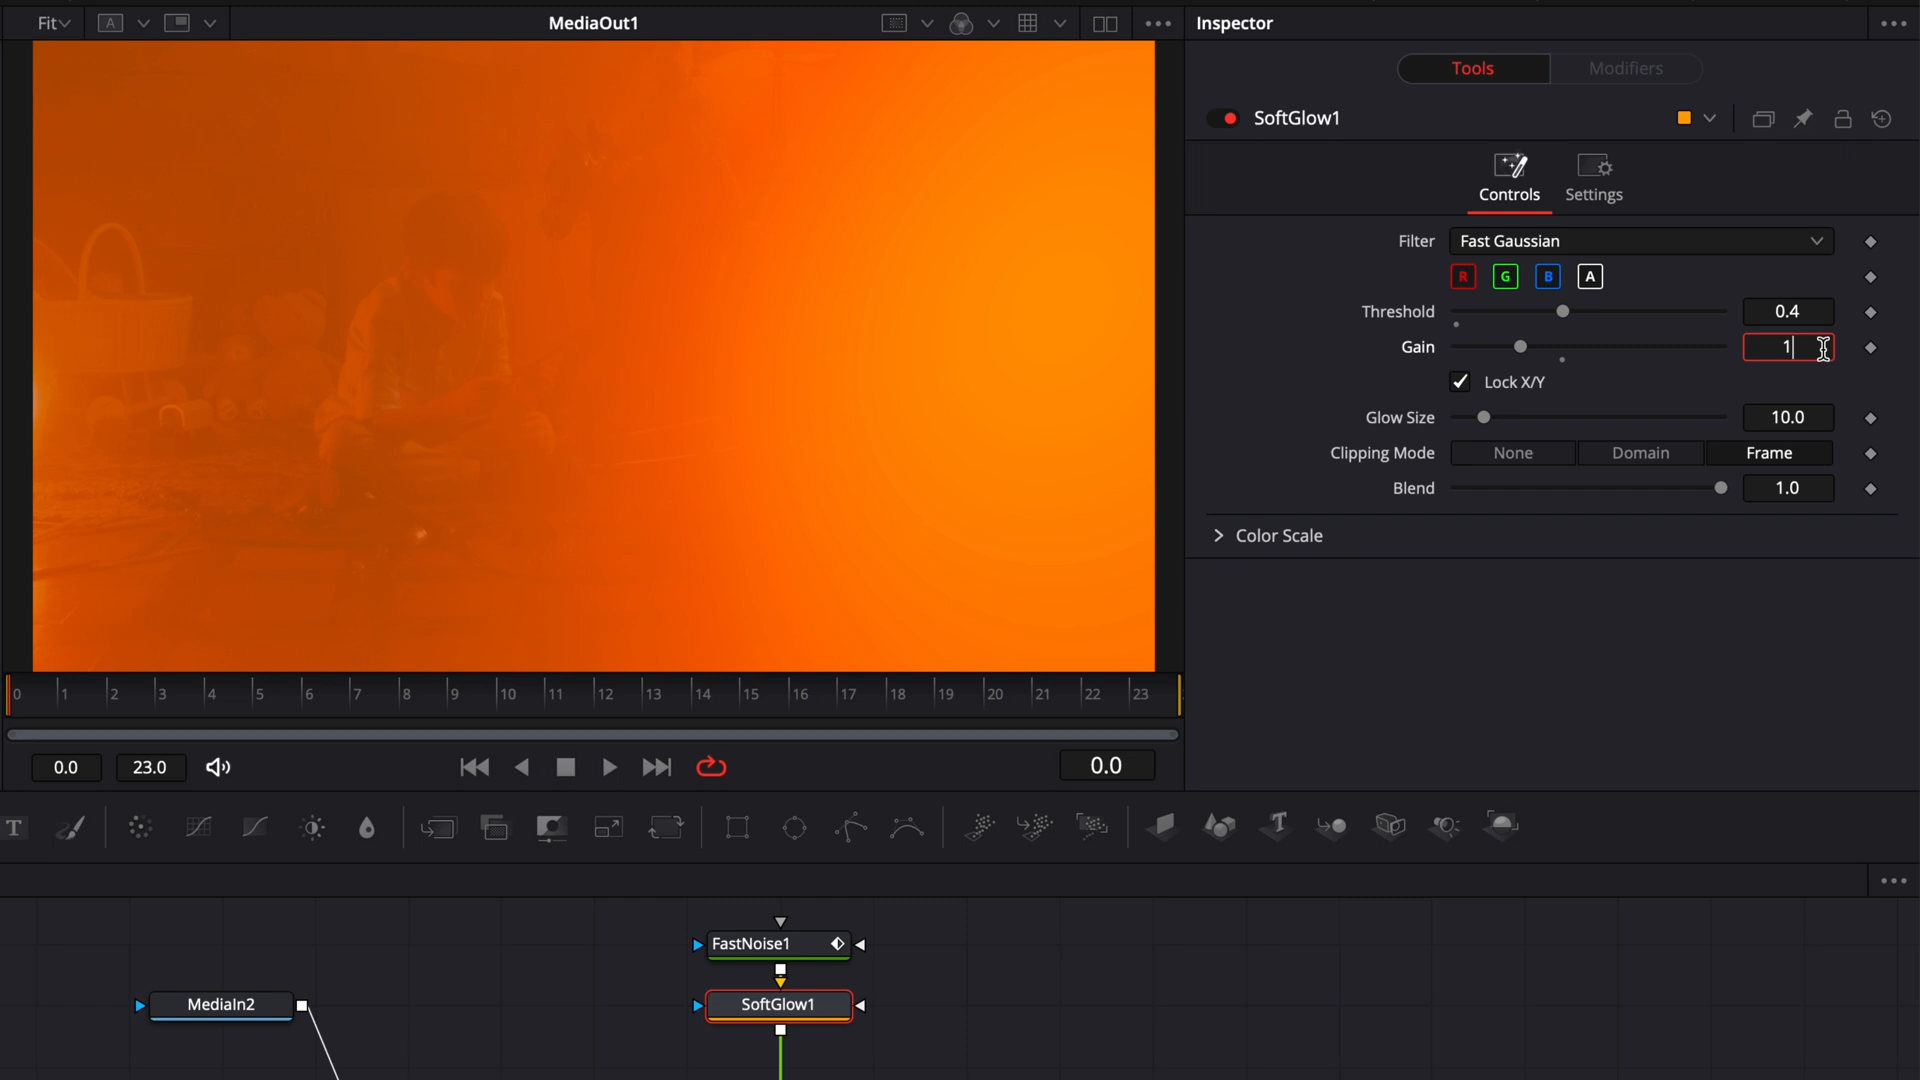 Fit A MediaOut1
Inspector
Tools Modifiers
SoftGlow1
Controls Settings
Filter Fast Gaussian
R G B A
Threshold 0.4
Gain 1
Lock X/Y
Glow Size 10.0
Clipping Mode None Domain Frame
Blend 1.0
Color Scale
0 1 2 3 4 5 6 7 8 9 10 11 12 13 14 15 16 17 18 19 20 21 22 23
0.0 23.0 0.0
T T
FastNoise1
MediaIn2 SoftGlow1